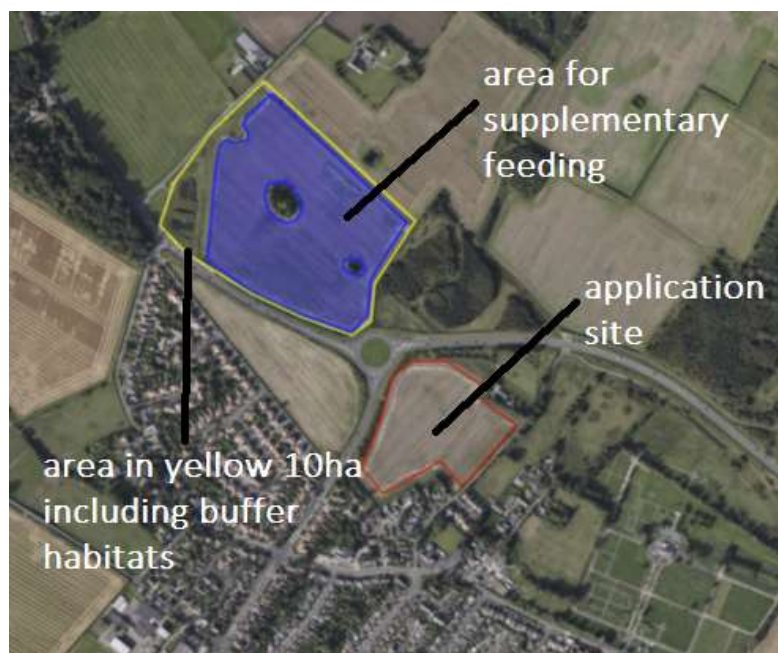 area for
supplementary
feeding
application
site
area in yellow 10ha
including buffer
habitats